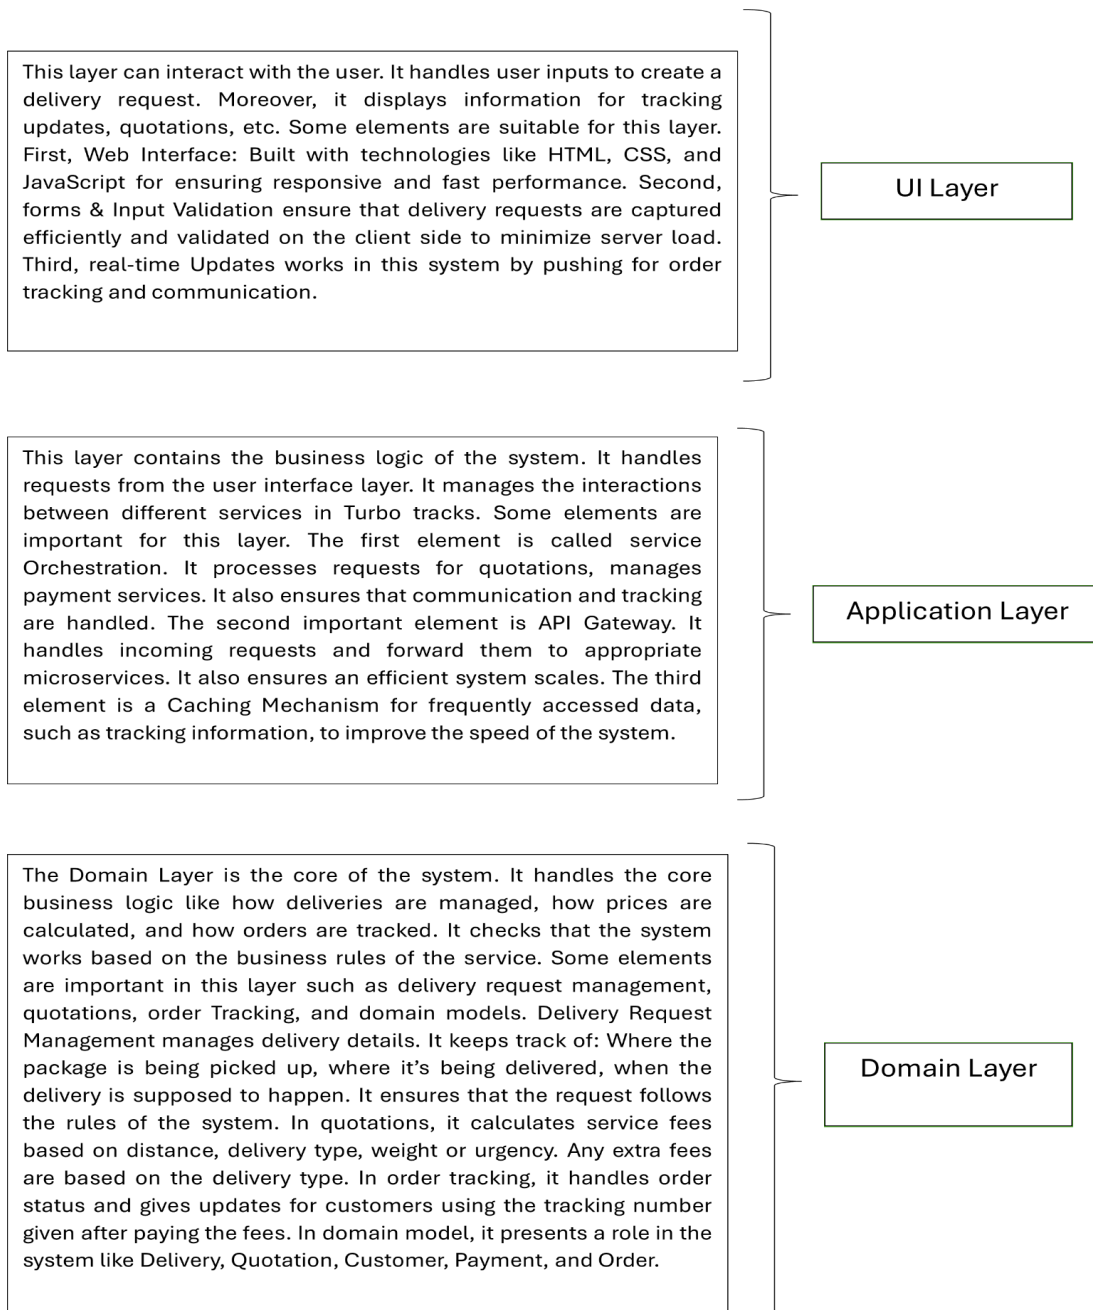 This layer can interact with the user. It handles user inputs to create a
delivery request. Moreover, it displays information for tracking
updates, quotations, etc. Some elements are suitable for this layer.
First, Web Interface: Built with technologies like HTML, CSS, and
JavaScript for ensuring responsive and fast performance. Second,
forms & Input Validation ensure that delivery requests are captured
efficiently and validated on the client side to minimize server load.
Third, real-time Updates works in this system by pushing for order
tracking and communication.
UI Layer
This layer contains the business logic of the system. It handles
requests from the user interface layer. It manages the interactions
between different services in Turbo tracks. Some elements are
important for this layer. The first element is called service
Orchestration. It processes requests for quotations, manages
payment services. It also ensures that communication and tracking
are handled. The second important element is API Gateway. It
handles incoming requests and forward them to appropriate
microservices. It also ensures an efficient system scales. The third
element is a Caching Mechanism for frequently accessed data,
such as tracking information, to improve the speed of the system.
Application Layer
The Domain Layer is the core of the system. It handles the core
business logic like how deliveries are managed, how prices are
calculated, and how orders are tracked. It checks that the system
works based on the business rules of the service. Some elements
are important in this layer such as delivery request management,
quotations, order Tracking, and domain models. Delivery Request
Management manages delivery details. It keeps track of: Where the
package is being picked up, where it's being delivered, when the
delivery is supposed to happen. It ensures that the request follows
the rules of the system. In quotations, it calculates service fees
based on distance, delivery type, weight or urgency. Any extra fees
are based on the delivery type. In order tracking, it handles order
status and gives updates for customers using the tracking number
given after paying the fees. In domain model, it presents a role in the
system like Delivery, Quotation, Customer, Payment, and Order.
Domain Layer